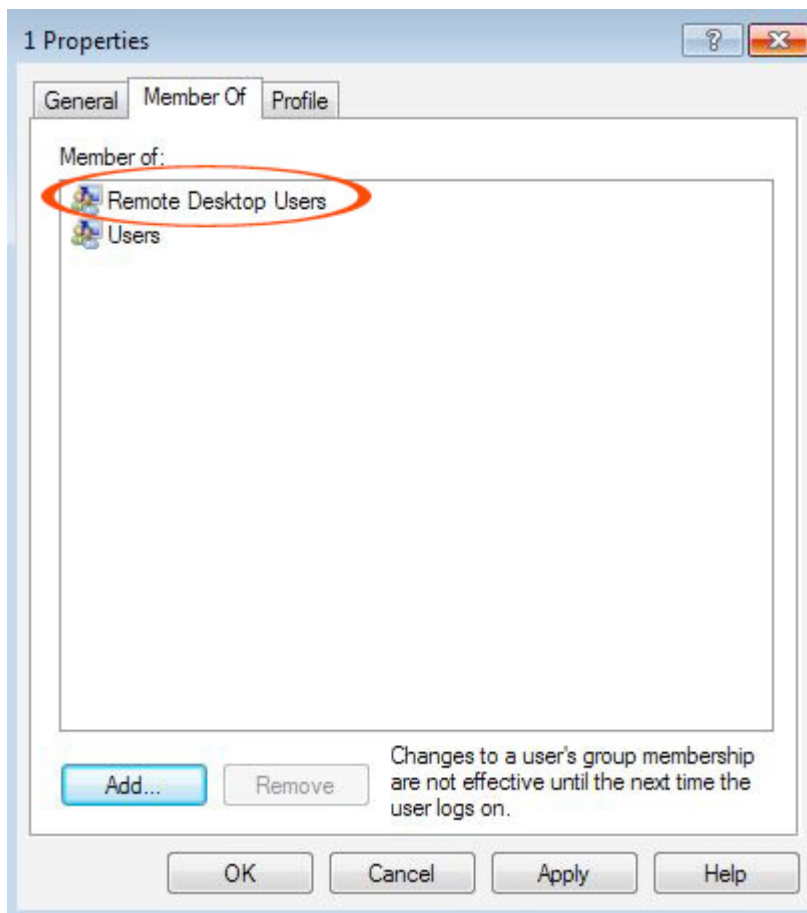 1 Properties
General Member Of Profile
Member of:
Remote Desktop Users
Users
Add... Remove
Changes to a user's group membership
are not effective until the next time the
user logs on.
OK Cancel Apply Help